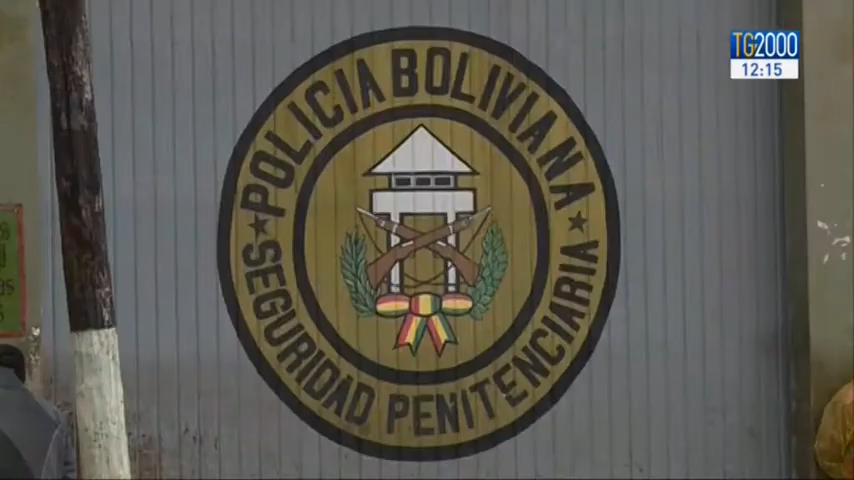 TG2000
12:15
POLICIA BOLIVIANA
SEGURIDAD PENITENCIARIA